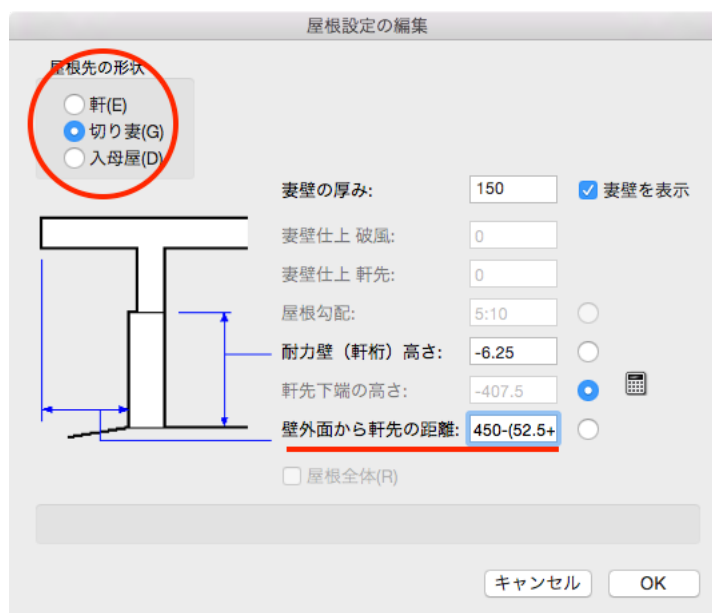 屋根設定の編集
屋根先の形状
軒(E)
切り妻(G)
入母屋(D)
妻壁の厚み: 150 妻壁を表示
妻壁仕上 破風: 0
妻壁仕上 軒先: 0
屋根勾配: 5:10
耐力壁（軒桁）高さ: -6.25
軒先下端の高さ: -407.5
壁外面から軒先の距離: 450-(52.5+
屋根全体(R)
キャンセル OK